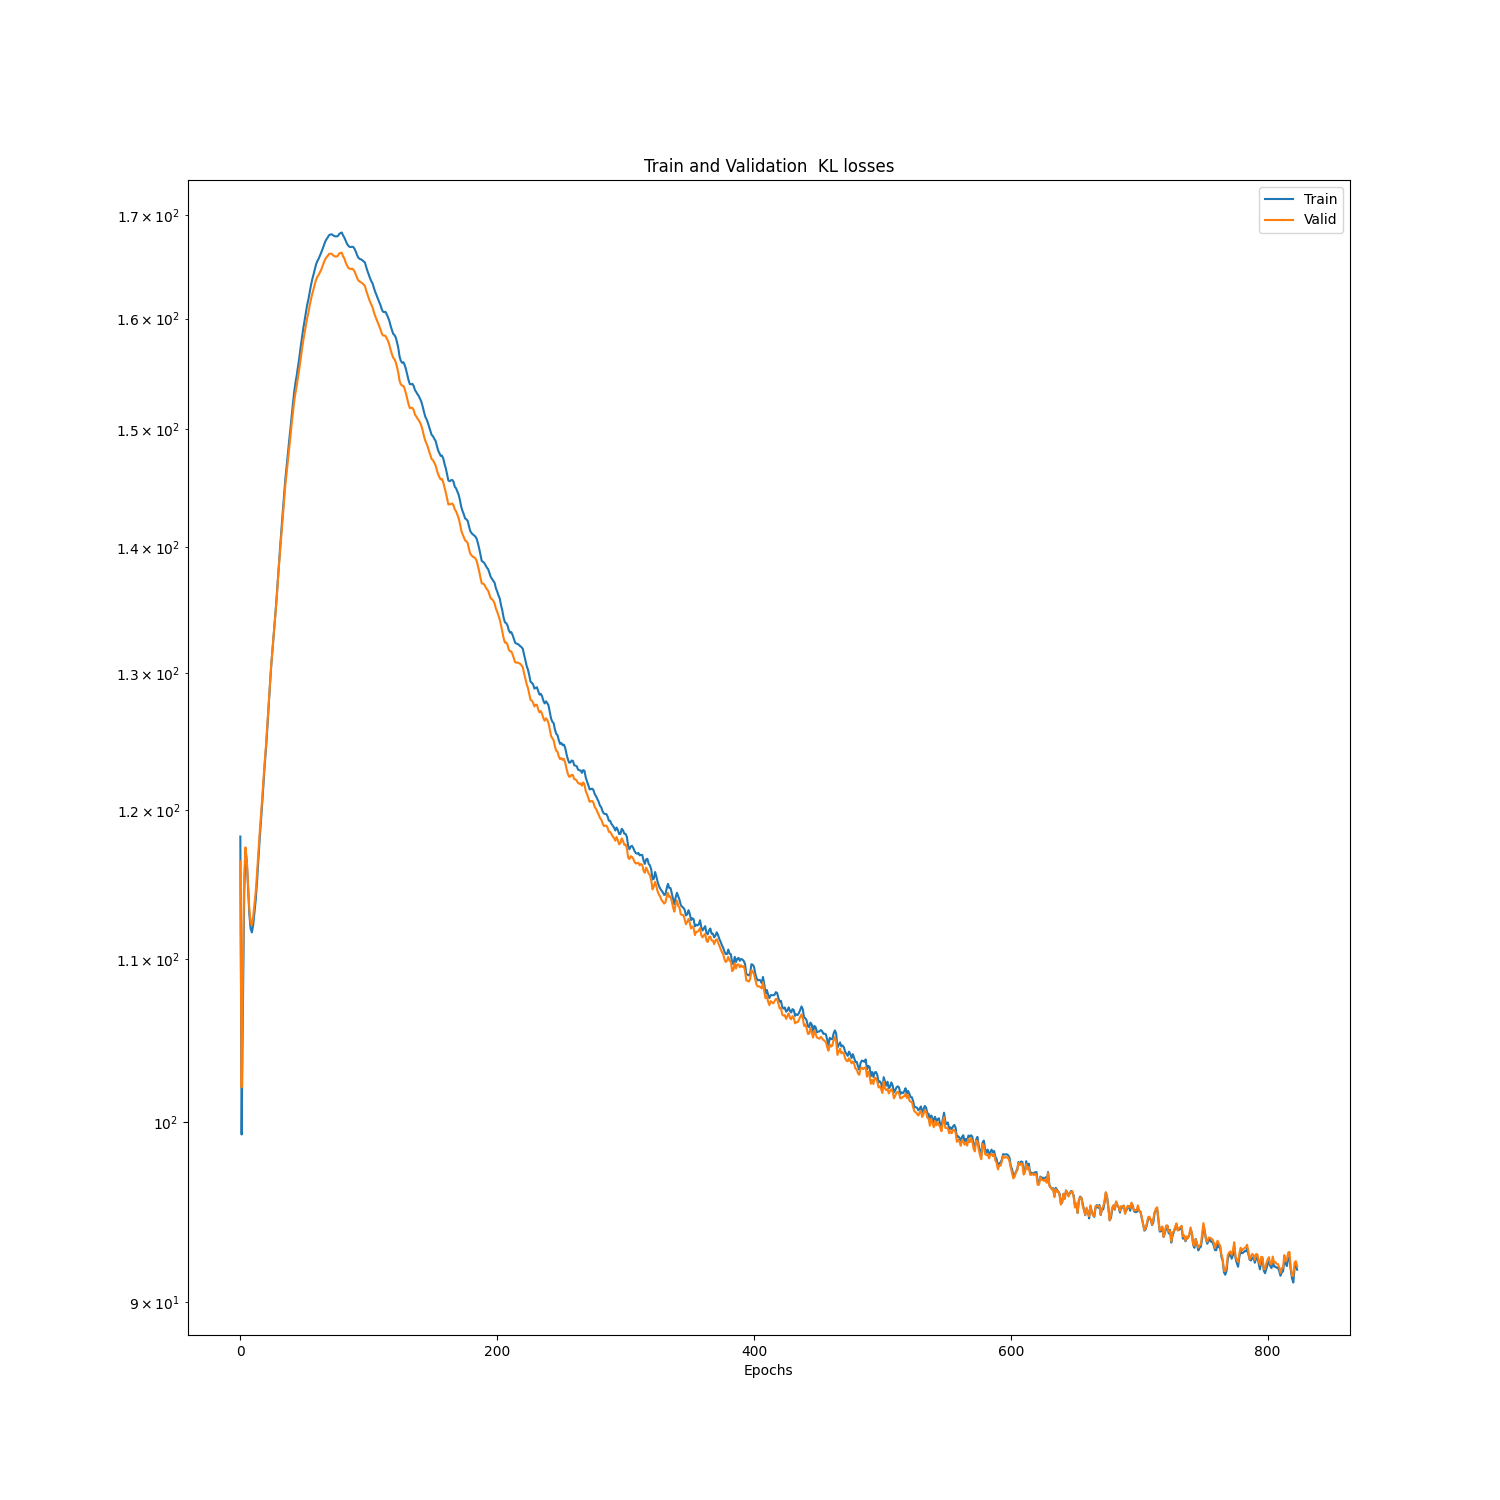 Train and Validation  KL losses
Train
Valid
1.7 × 10²
1.6 × 10²
1.5 × 10²
1.4 × 10²
1.3 × 10²
1.2 × 10²
1.1 × 10²
10²
9 × 10¹
0 200 400 600 800
Epochs